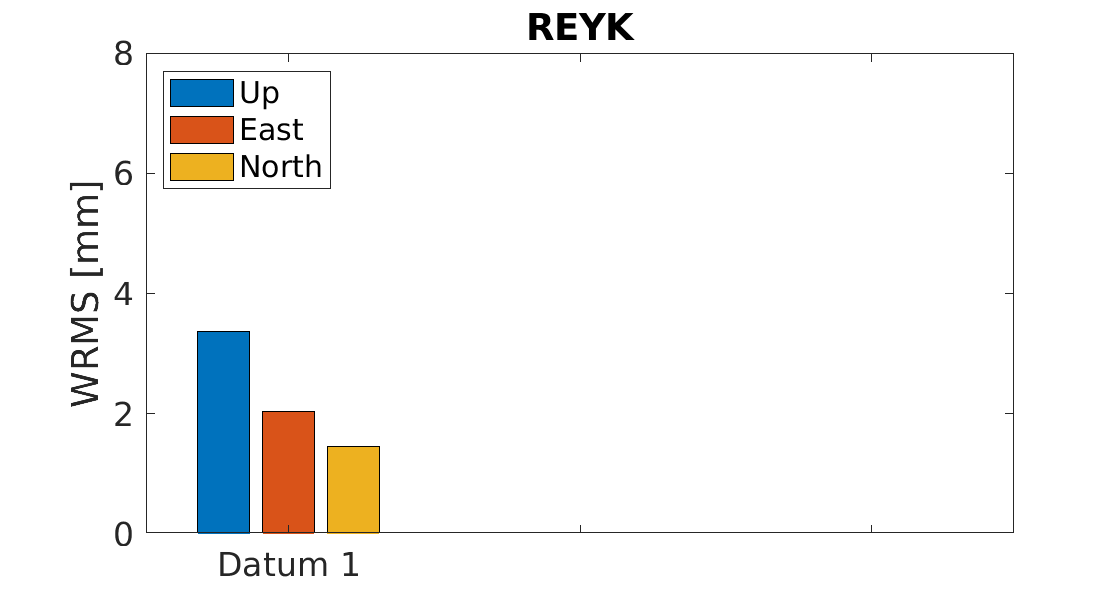 REYK
8
6
4
2
0
WRMS [mm]
Up
East
North
Datum 1